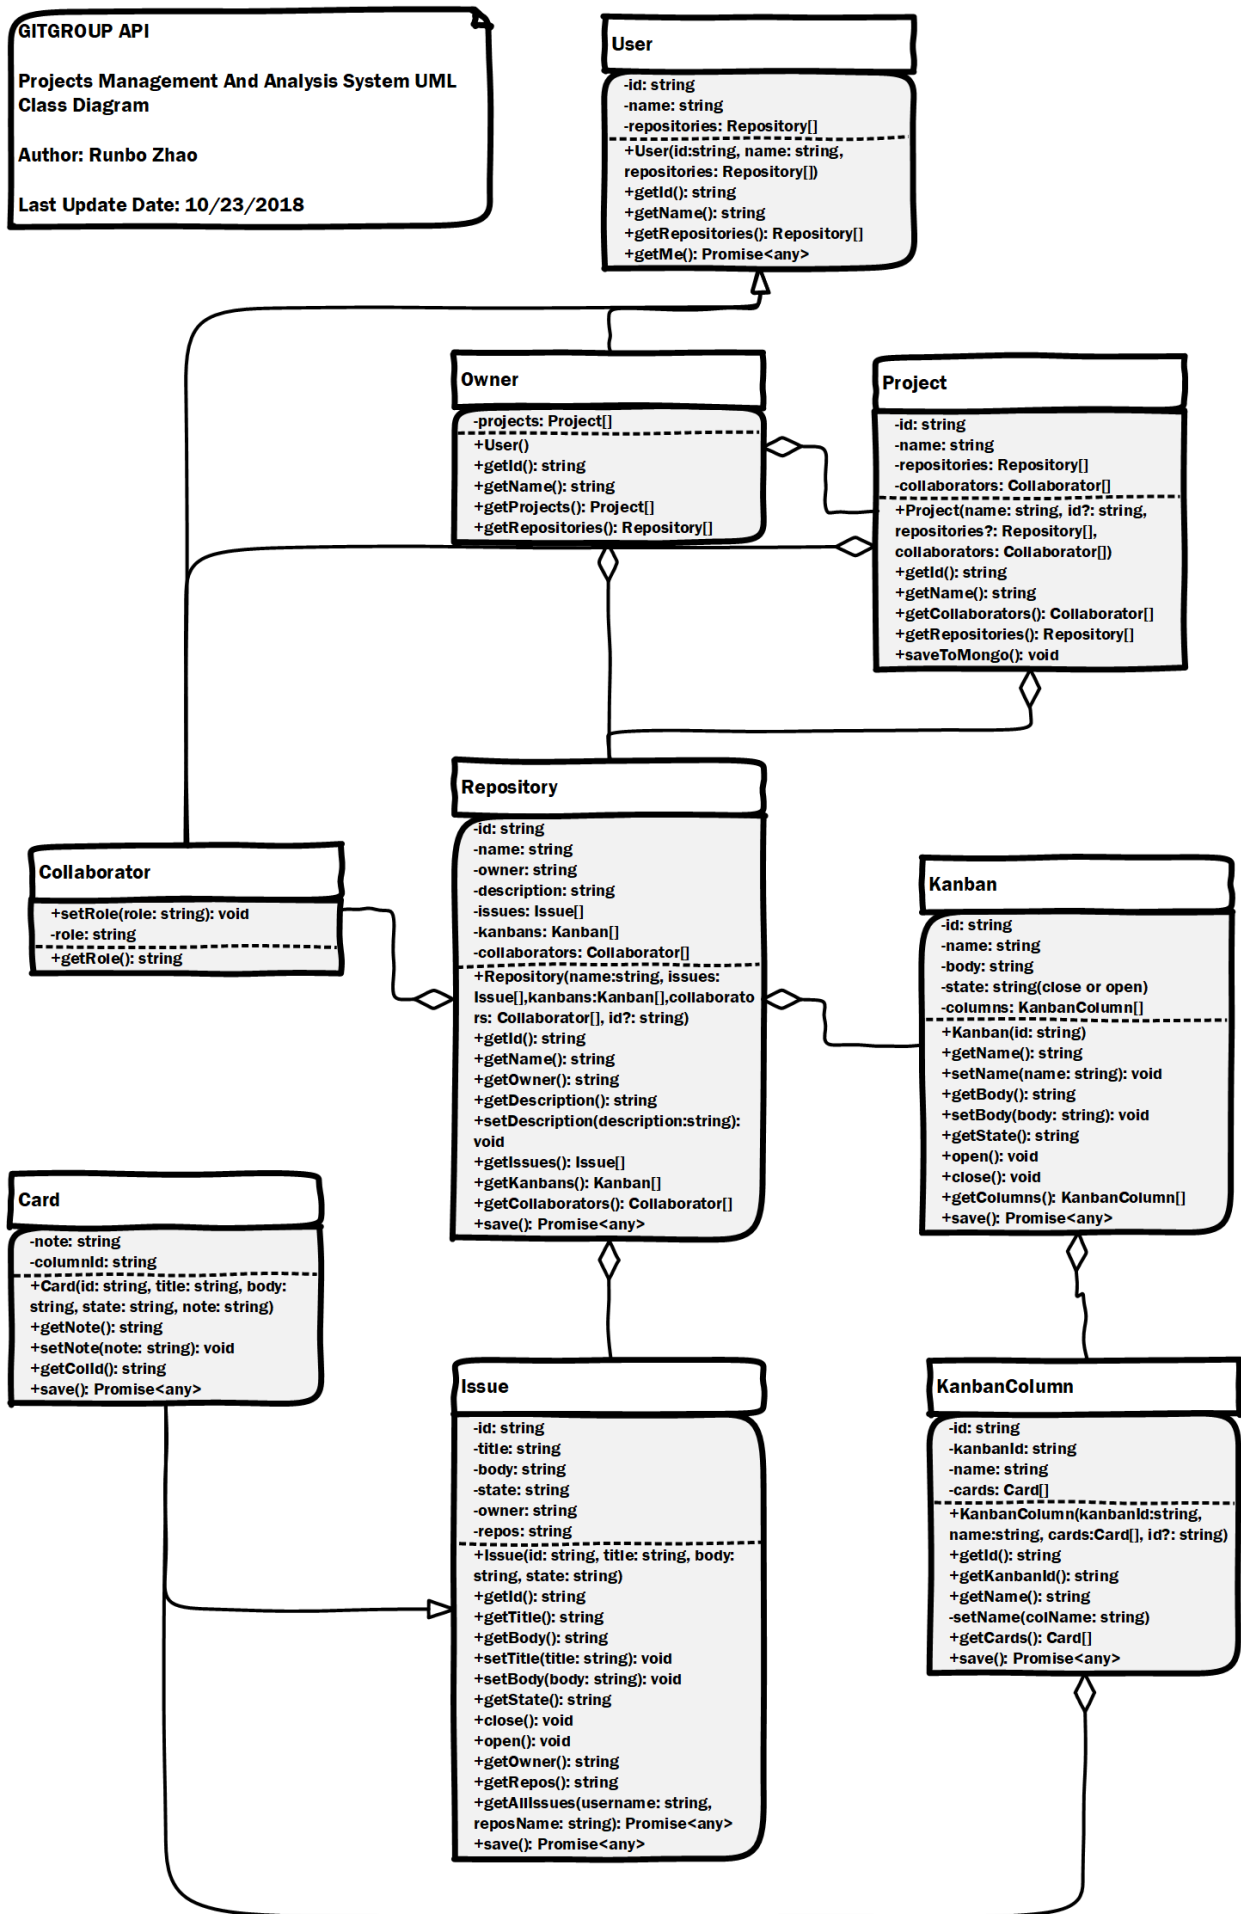 GITGROUP API
Projects Management And Analysis System UML
Class Diagram
Author: Runbo Zhao
Last Update Date: 10/23/2018
User
-id: string
-name: string
-repositories: Repository[]
+User(id:string, name: string,
repositories: Repository[])
+getId(): string
+getName(): string
+getRepositories(): Repository[]
+getMe(): Promise<any>
Owner
-projects: Project[]
+User()
+getId(): string
+getName(): string
+getProjects(): Project[]
+getRepositories(): Repository[]
Project
-id: string
-name: string
-repositories: Repository[]
-collaborators: Collaborator[]
+Project(name: string, id?: string,
repositories?: Repository[],
collaborators: Collaborator[])
+getId(): string
+getName(): string
+getCollaborators(): Collaborator[]
+getRepositories(): Repository[]
+saveToMongo(): void
Repository
-id: string
-name: string
-owner: string
-description: string
-issues: Issue[]
-kanbans: Kanban[]
-collaborators: Collaborator[]
+Repository(name:string, issues:
Issue[],kanbans:Kanban[],collaborato
rs: Collaborator[], id?: string)
+getId(): string
+getName(): string
+getOwner(): string
+getDescription(): string
+setDescription(description:string):
void
+getIssues(): Issue[]
+getKanbans(): Kanban[]
+getCollaborators(): Collaborator[]
+save(): Promise<any>
Collaborator
+setRole(role: string): void
-role: string
+getRole(): string
Kanban
-id: string
-name: string
-body: string
-state: string(close or open)
-columns: KanbanColumn[]
+Kanban(id: string)
+getName(): string
+setName(name: string): void
+getBody(): string
+setBody(body: string): void
+getState(): string
+open(): void
+close(): void
+getColumns(): KanbanColumn[]
+save(): Promise<any>
Card
-note: string
-columnId: string
+Card(id: string, title: string, body:
string, state: string, note: string)
+getNote(): string
+setNote(note: string): void
+getColId(): string
+save(): Promise<any>
Issue
-id: string
-title: string
-body: string
-state: string
-owner: string
-repos: string
+Issue(id: string, title: string, body:
string, state: string)
+getId(): string
+getTitle(): string
+getBody(): string
+setTitle(title: string): void
+setBody(body: string): void
+getState(): string
+close(): void
+open(): void
+getOwner(): string
+getRepos(): string
+getAllIssues(username: string,
reposName: string): Promise<any>
+save(): Promise<any>
KanbanColumn
-id: string
-kanbanId: string
-name: string
-cards: Card[]
+KanbanColumn(kanbanId:string,
name:string, cards:Card[], id?: string)
+getId(): string
+getKanbanId(): string
+getName(): string
-setName(colName: string)
+getCards(): Card[]
+save(): Promise<any>